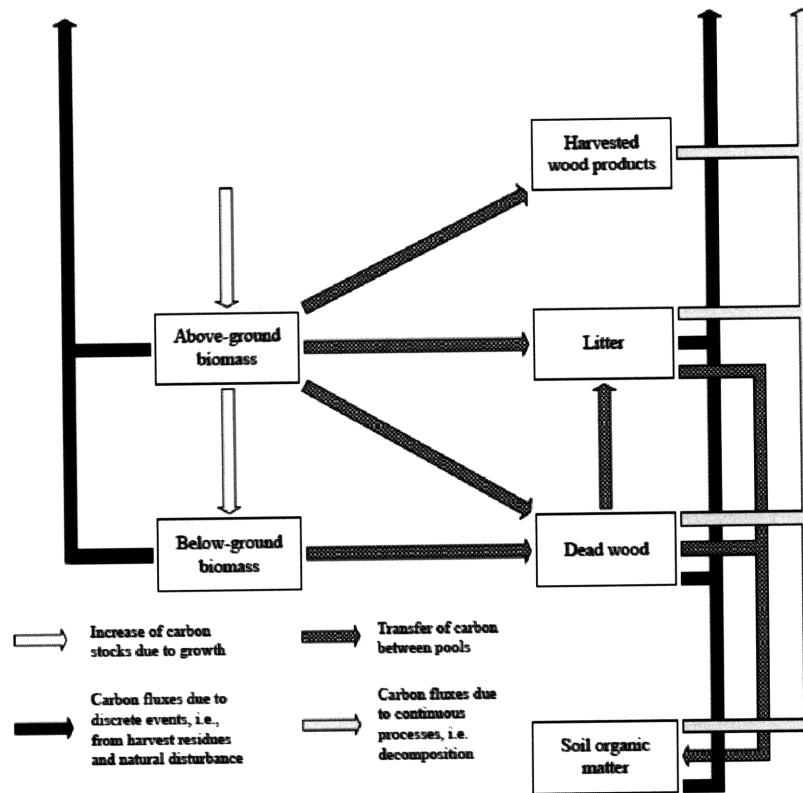 Harvested
wood products
Above-ground
biomass
Litter
Below-ground
biomass
Dead wood
Increase of carbon
stocks due to growth
Transfer of carbon
between pools
Carbon fluxes due to
discrete events, i.e.,
from harvest residues
and natural disturbance
Carbon fluxes due
to continuous
processes, i.e.
decomposition
Soil organic
matter